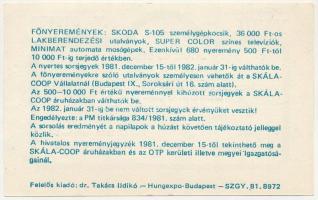 FŐNYEREMÉNYEK: SKODA S-105 személygépkocsik, 36 000 Ft-os
LAKBERENDEZÉSI utalványok, SUPER COLOR színes televíziók,
MINIMAT automata mosógépek. Ezenkívül 680 nyeremény 500 Ft-tól
10 000 Ft-ig terjedő értékben.
A nyertes sorsjegyek 1981. december 15-től 1982. január 31-ig válthatók be.
A főnyereményekre szóló utalványok személyesen vehetők át a SKÁLA-
COOP Vállalatnál (Budapest IX., Soroksári út 16. szám alatt).
Az 500—10 000 Ft értékű nyereménnyel kihúzott sorsjegyek a SKÁLA-
COOP áruházakban válthatók be.
Az 1982. január 31-ig be nem váltott sorsjegyek érvényüket vesztik!
Engedélyezte: a PM titkársága 834/1981. szám alatt.
A sorsolás eredményét a napilapok a húzást követően tájékoztató jelleggel
közlik.
A hivatalos nyereményjegyzék 1981. december 15-től tekinthető meg a
SKÁLA-COOP áruházakban és az OTP kerületi illetve megyei Igazgatósá-
gainál.
Felelős kiadó: dr. Takács Ildikó — Hungexpo-Budapest — SZGY. 81. 8972